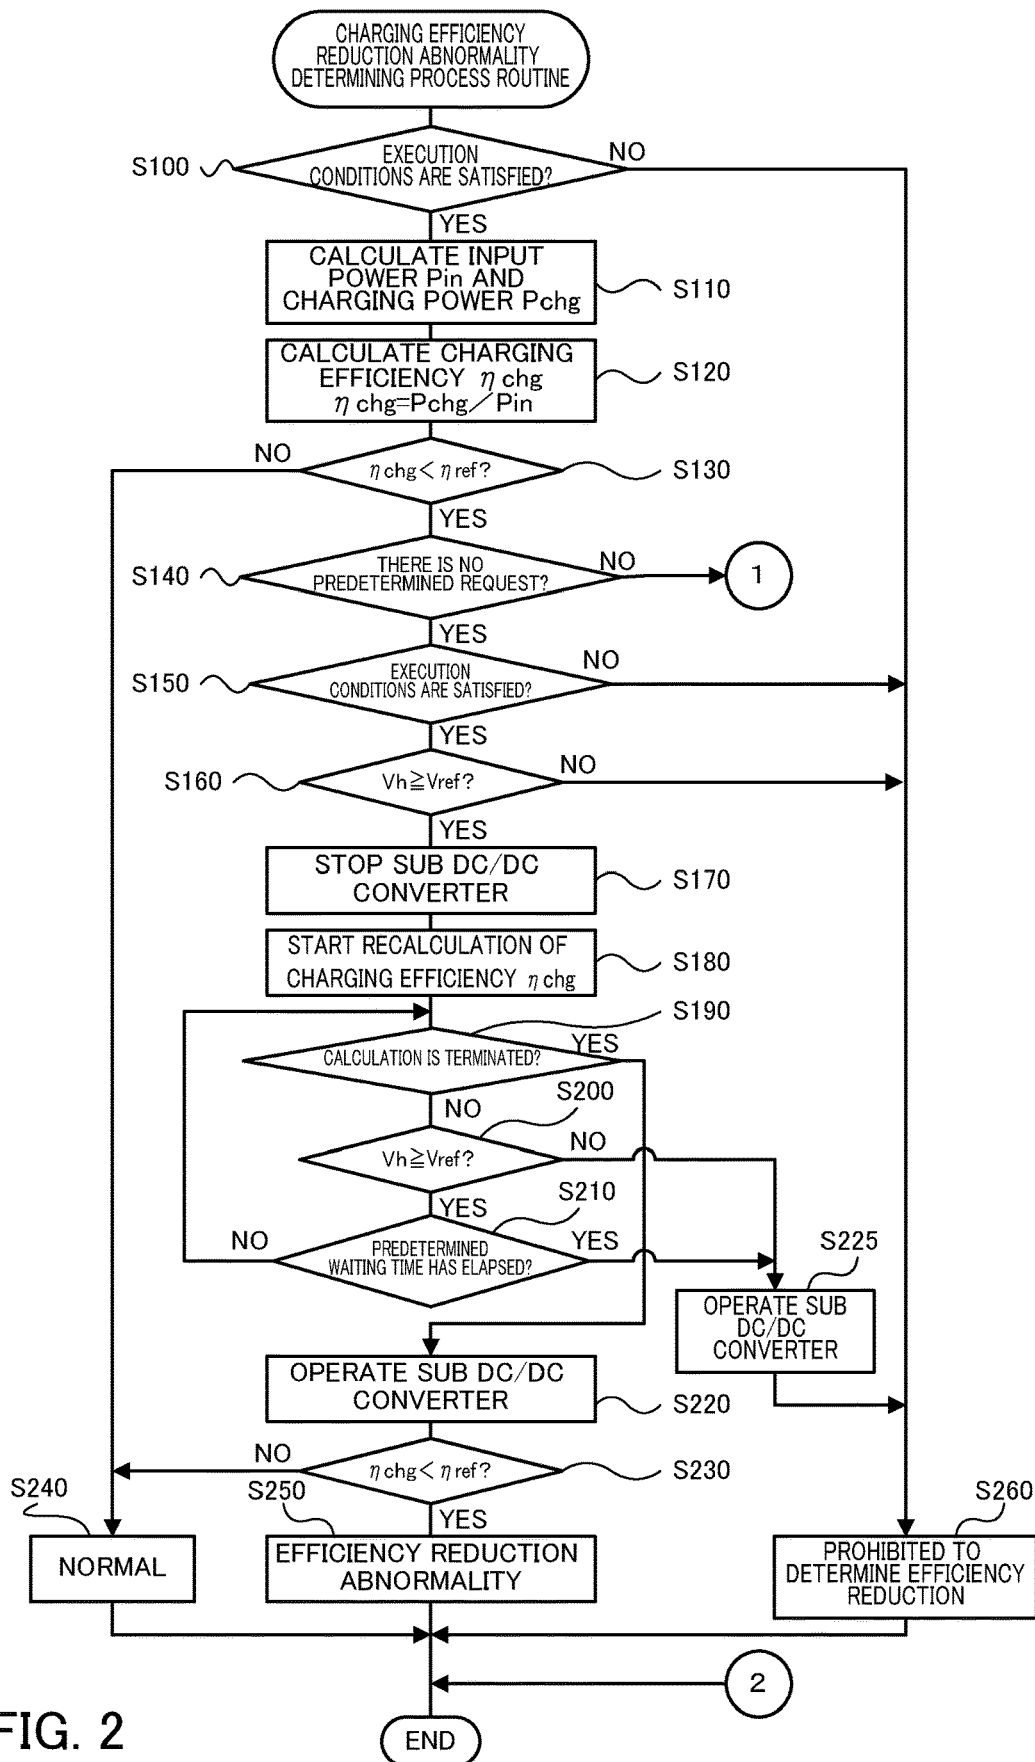 CHARGING EFFICIENCY
REDUCTION ABNORMALITY
DETERMINING PROCESS ROUTINE
S100
EXECUTION
CONDITIONS ARE SATISFIED?
NO
YES
CALCULATE INPUT
POWER Pin AND
CHARGING POWER Pchg
S110
CALCULATE CHARGING
EFFICIENCY η chg
η chg=Pchg／Pin
S120
NO
η chg＜η ref?
S130
YES
S140
THERE IS NO
PREDETERMINED REQUEST?
NO
1
YES
S150
EXECUTION
CONDITIONS ARE SATISFIED?
NO
YES
S160
Vh≧Vref?
NO
YES
STOP SUB DC/DC
CONVERTER
S170
START RECALCULATION OF
CHARGING EFFICIENCY η chg
S180
S190
CALCULATION IS TERMINATED?
YES
NO
S200
Vh≧Vref?
NO
YES
S210
NO
PREDETERMINED
WAITING TIME HAS ELAPSED?
YES
S225
OPERATE SUB
DC/DC
CONVERTER
OPERATE SUB DC/DC
CONVERTER
S220
NO
η chg＜η ref?
S230
YES
S240
NORMAL
S250
EFFICIENCY REDUCTION
ABNORMALITY
S260
PROHIBITED TO
DETERMINE EFFICIENCY
REDUCTION
2
END
FIG. 2